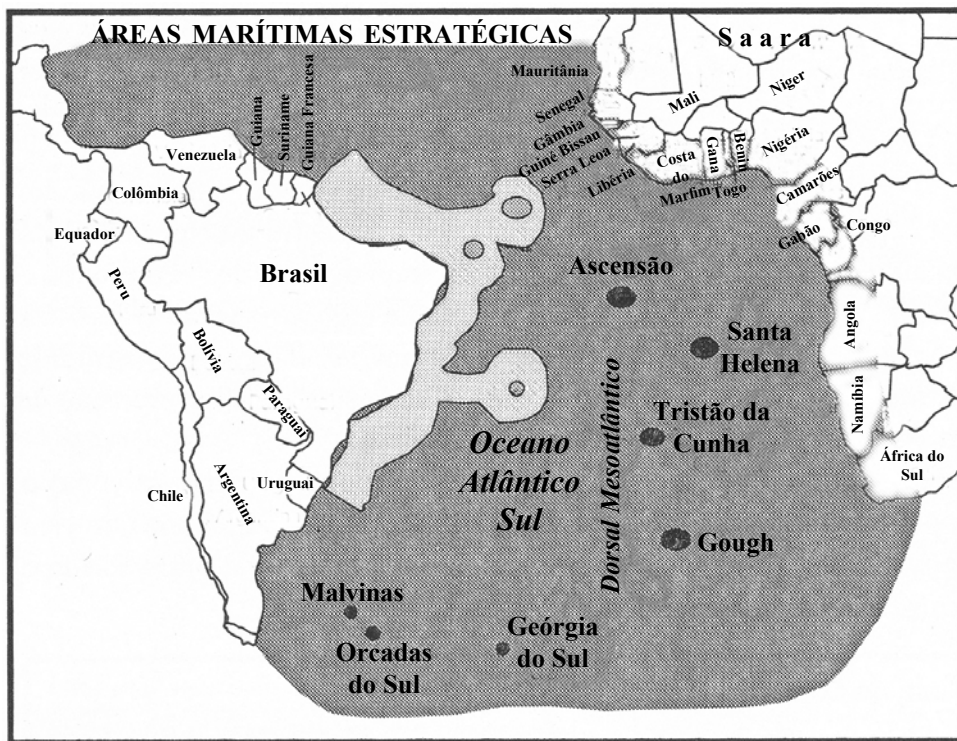 ÁREAS MARÍTIMAS ESTRATÉGICAS
Saara
Mauritânia
Mali
Niger
Senegal
Gâmbia
Guiné Bissau
Serra Leoa
Libéria
Costa
do
Marfim
Gana
Togo
Benin
Nigéria
Camarões
Gabão
Congo
Angola
Namíbia
África do
Sul
Guiana
Suriname
Guiana Francesa
Venezuela
Colômbia
Equador
Peru
Brasil
Bolívia
Paraguai
Chile
Argentina
Uruguai
Ascensão
Santa
Helena
Tristão da
Cunha
Gough
Oceano
Atlântico
Sul
Dorsal Mesoatlântico
Malvinas
Orcadas
do Sul
Geórgia
do Sul